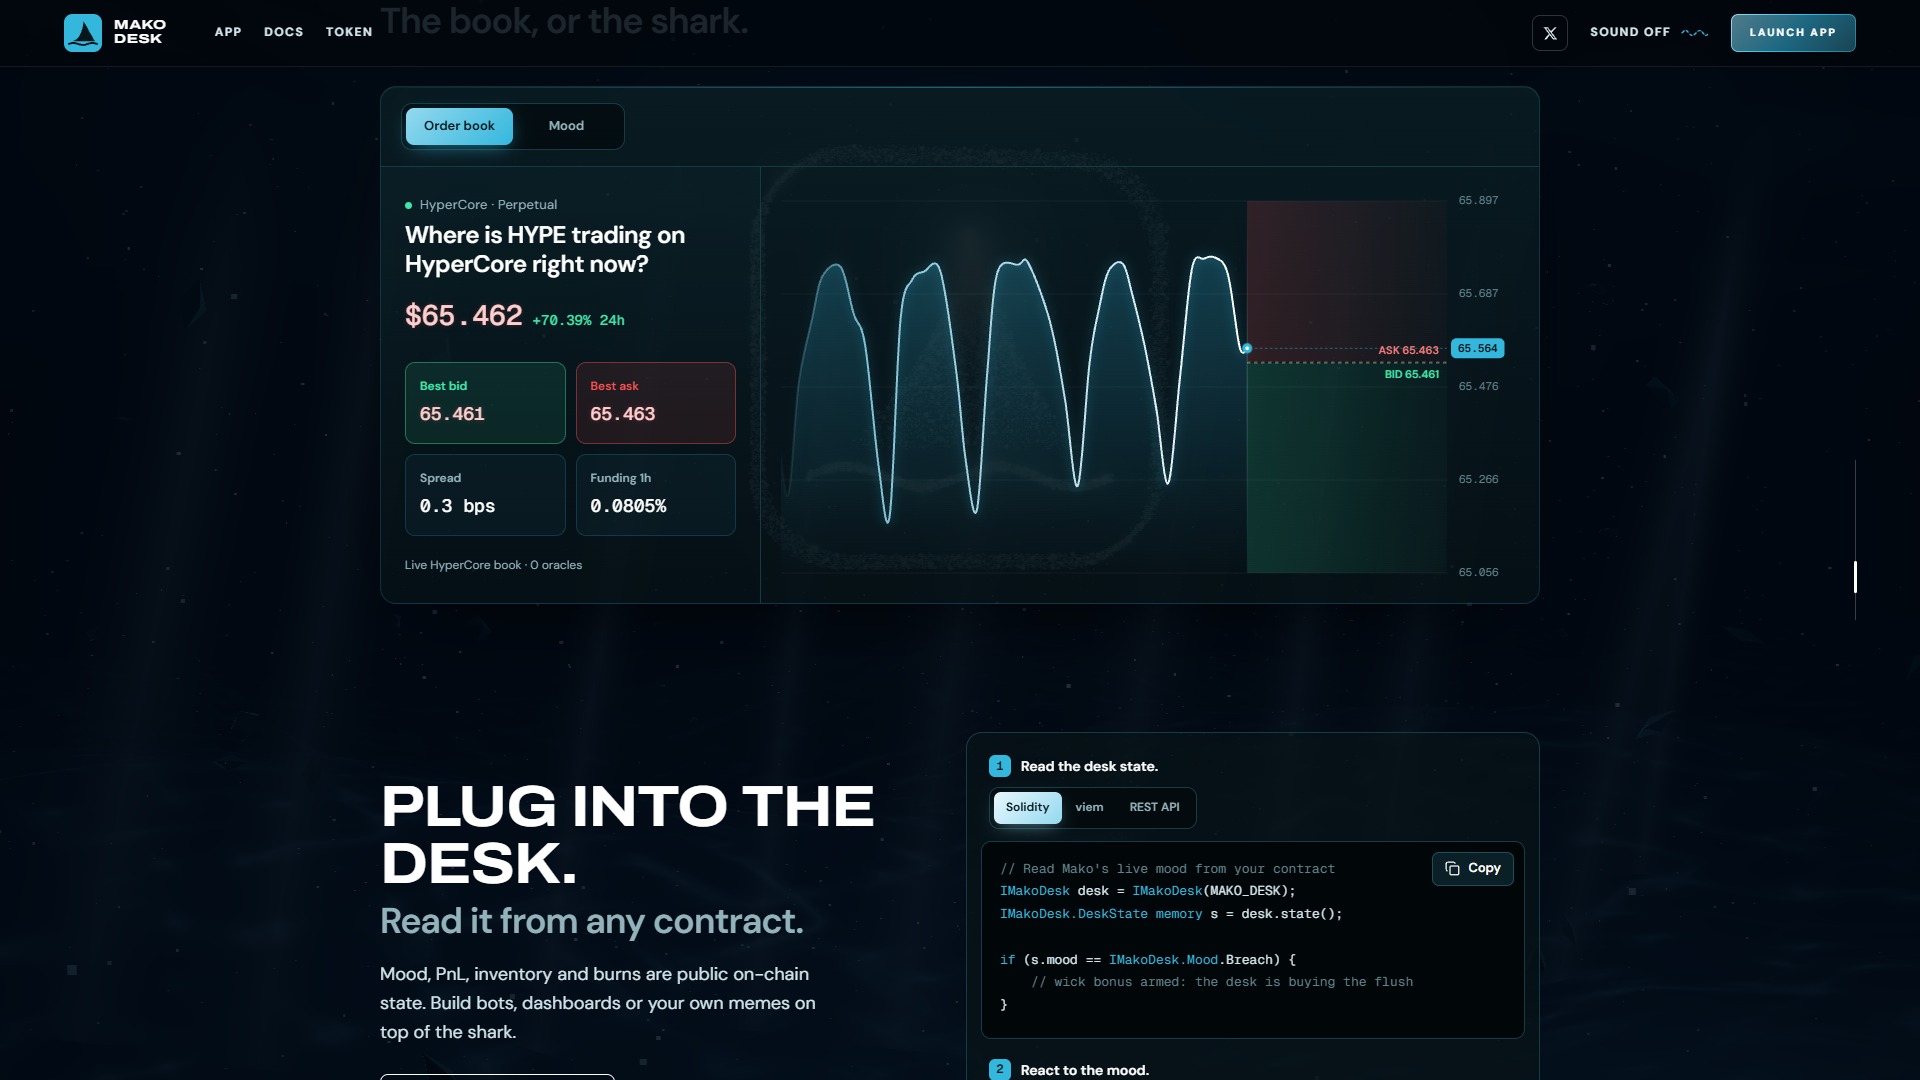 MAKO
DESK
APP
DOCS
TOKEN
The book, or the shark.
SOUND OFF
LAUNCH APP
Order book
Mood
HyperCore · Perpetual
Where is HYPE trading on
HyperCore right now?
$65.462 +70.39% 24h
Best bid
65.461
Best ask
65.463
Spread
0.3 bps
Funding 1h
0.0805%
Live HyperCore book · 0 oracles
65.897
65.687
ASK 65.463
65.564
BID 65.461
65.476
65.266
65.056
PLUG INTO THE
DESK.
Read it from any contract.
Mood, PnL, inventory and burns are public on-chain
state. Build bots, dashboards or your own memes on
top of the shark.
1 Read the desk state.
Solidity
viem
REST API
Copy
// Read Mako's live mood from your contract
IMakoDesk desk = IMakoDesk(MAKO_DESK);
IMakoDesk.DeskState memory s = desk.state();
if (s.mood == IMakoDesk.Mood.Breach) {
// wick bonus armed: the desk is buying the flush
}
2 React to the mood.